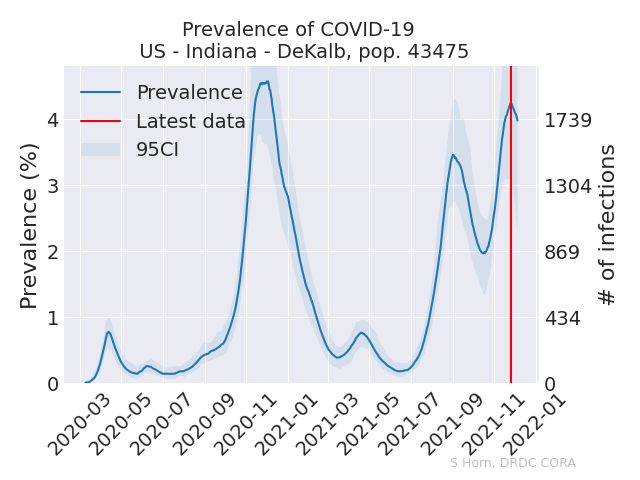 Prevalence of COVID-19
US - Indiana - DeKalb, pop. 43475
Prevalence
Latest data
95CI
Prevalence (%)
4
3
2
1
0
1739
1304
869
434
0
# of infections
2020-03
2020-05
2020-07
2020-09
2020-11
2021-01
2021-03
2021-05
2021-07
2021-09
2021-11
2022-01
S Horn, DRDC CORA